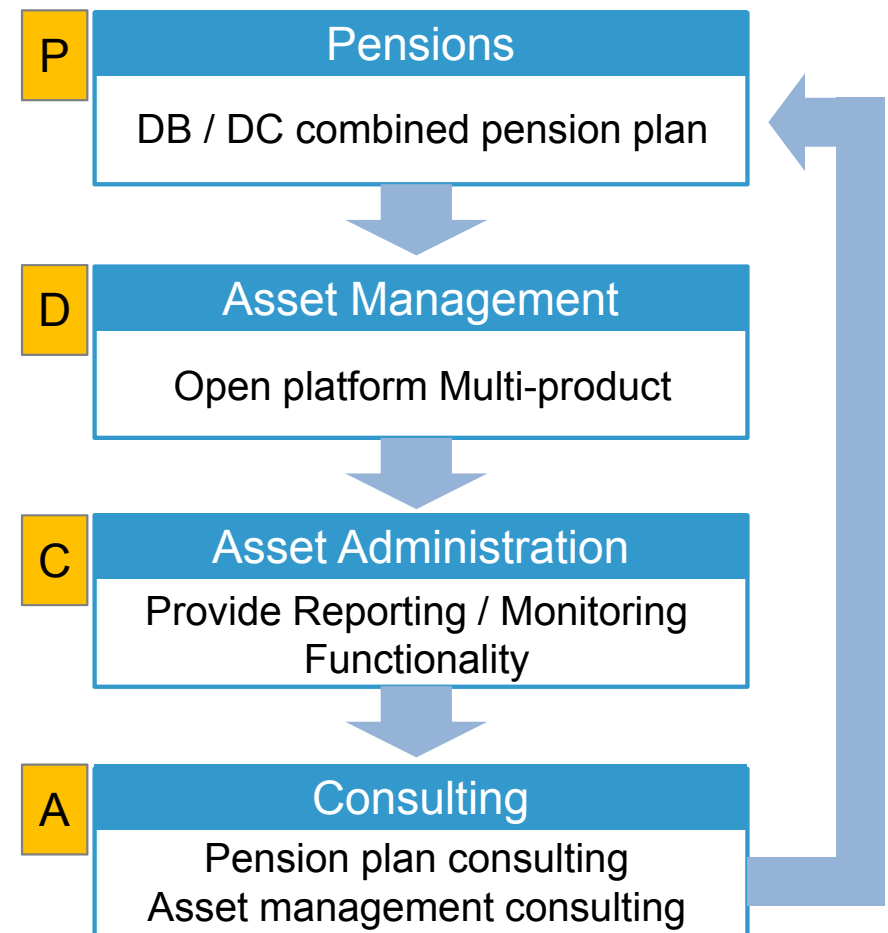 P
Pensions
DB / DC combined pension plan
D
Asset Management
Open platform Multi-product
C
Asset Administration
Provide Reporting / Monitoring
Functionality
A
Consulting
Pension plan consulting
Asset management consulting